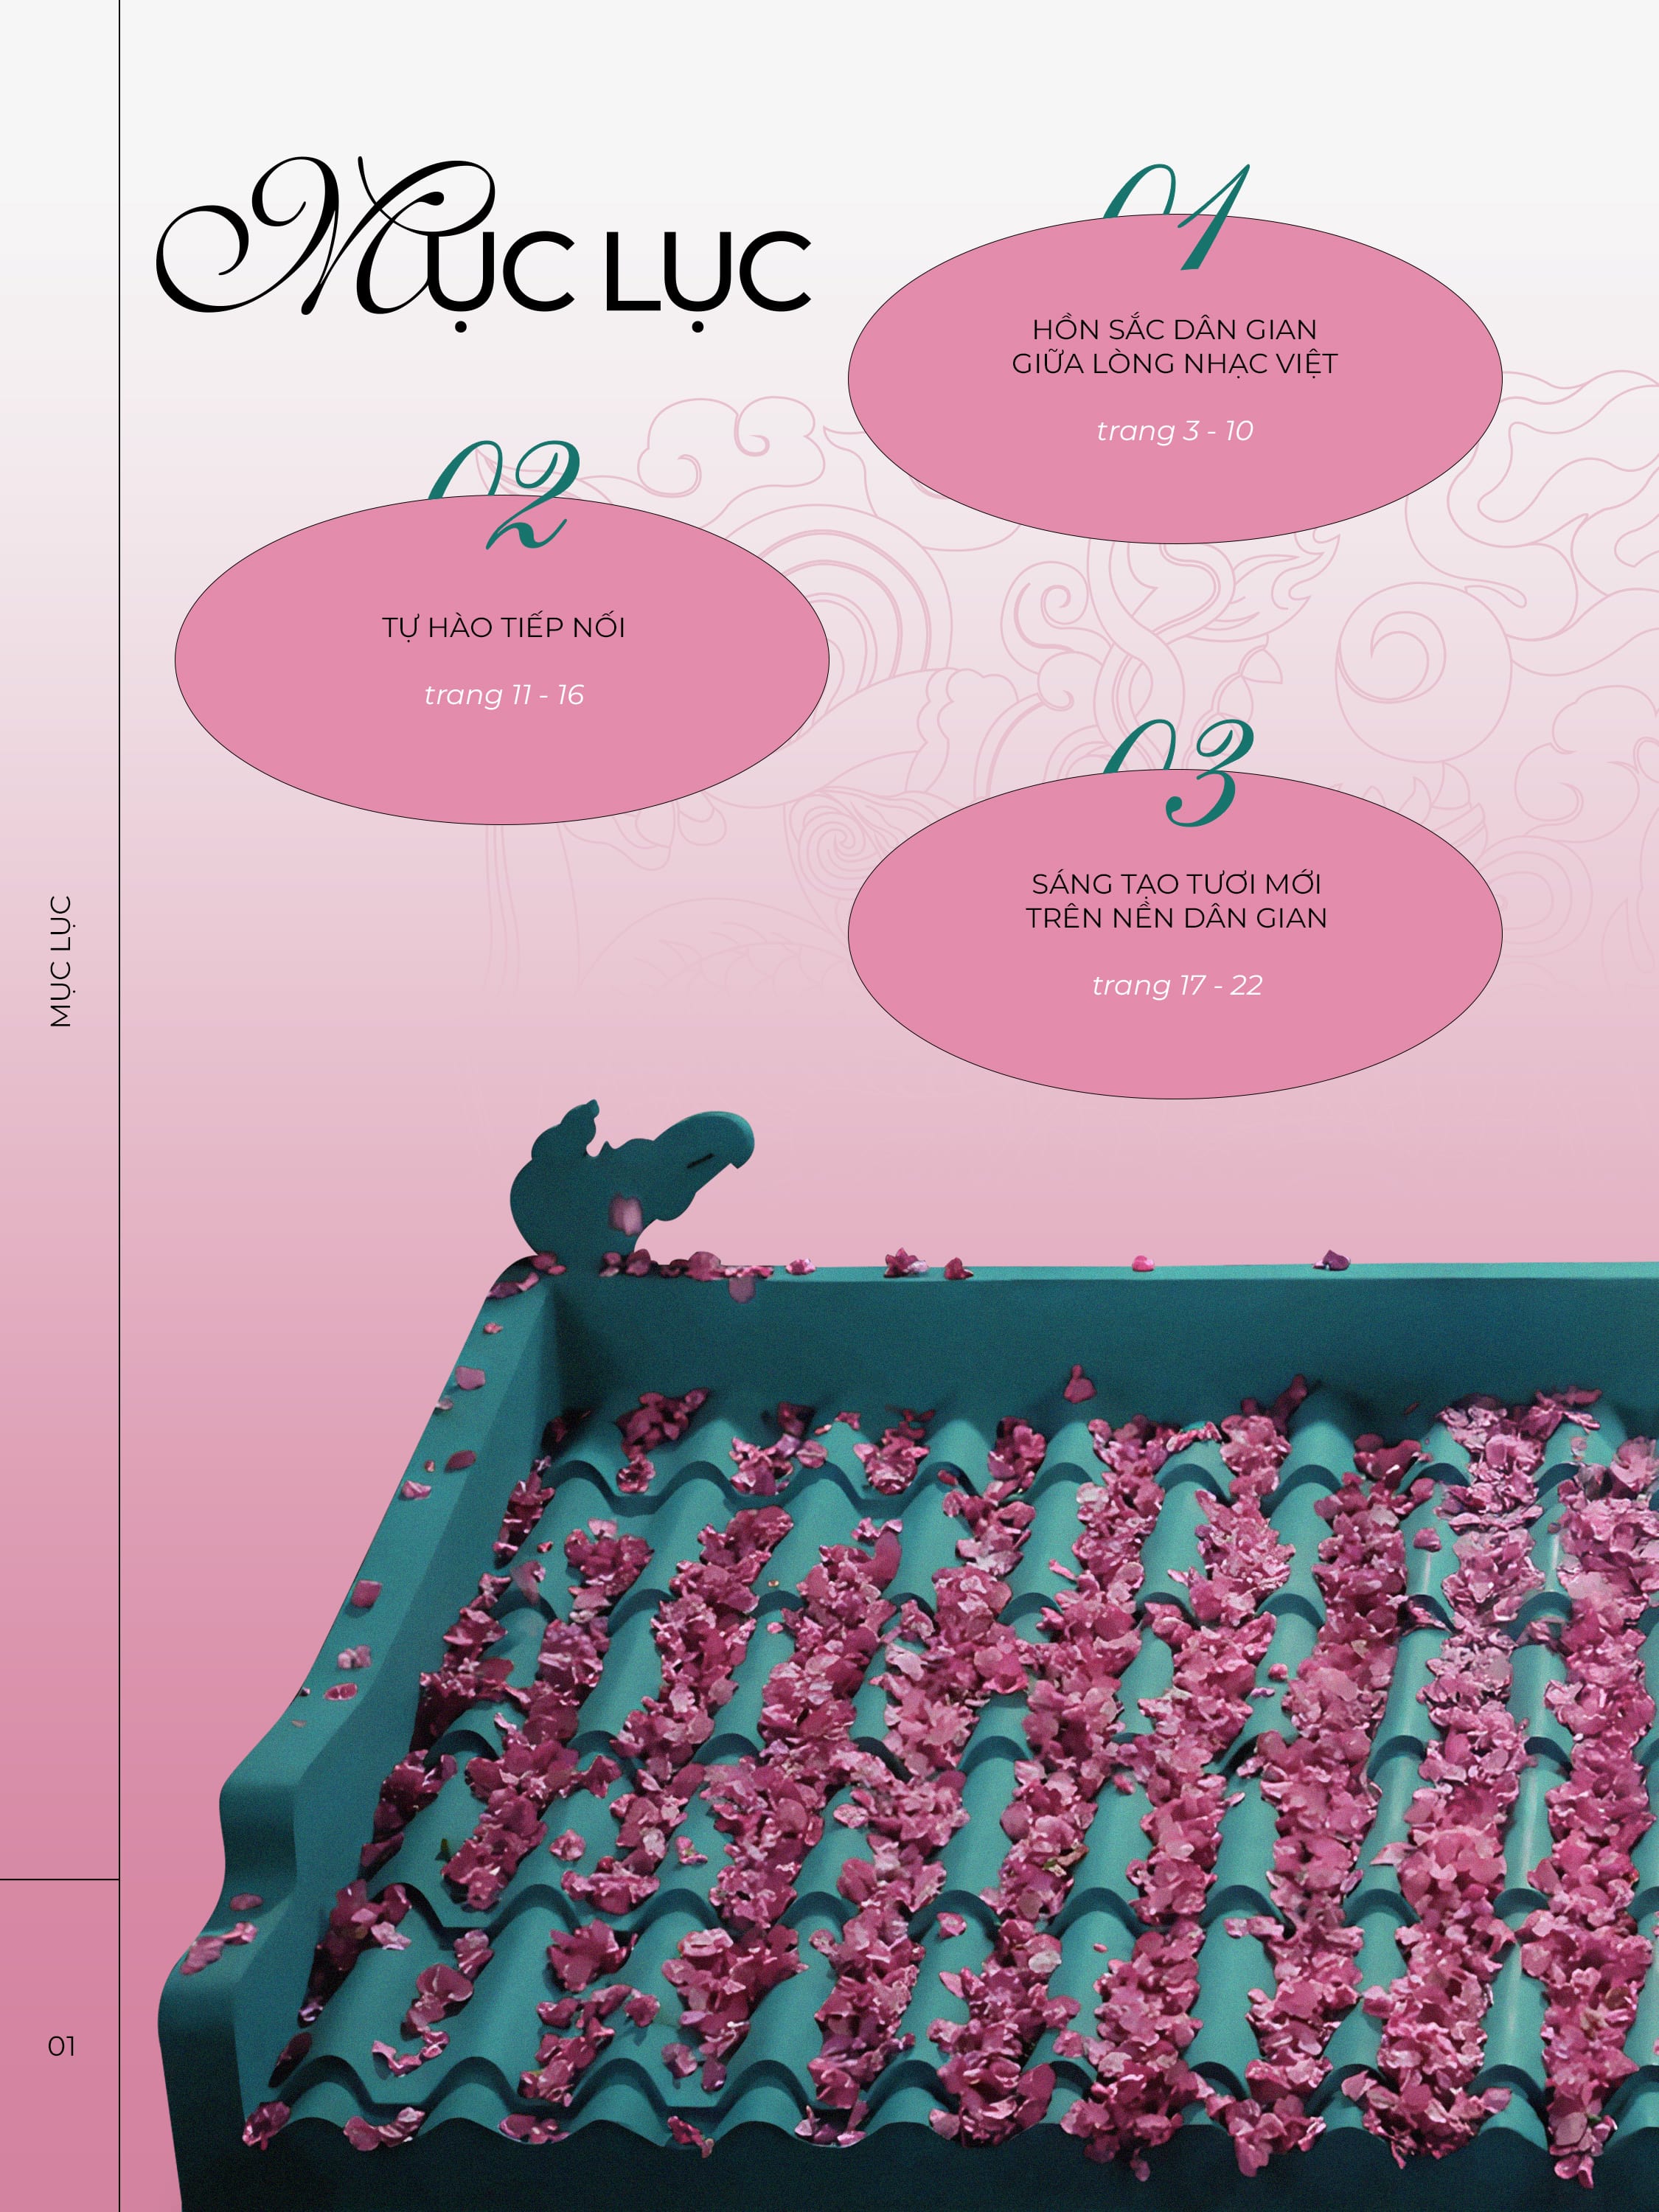 MỤC LỤC
01
HỒN SẮC DÂN GIAN
GIỮA LÒNG NHẠC VIỆT
trang 3 - 10
02
TỰ HÀO TIẾP NỐI
trang 11 - 16
03
SÁNG TẠO TƯƠI MỚI
TRÊN NỀN DÂN GIAN
trang 17 - 22
MỤC LỤC
01